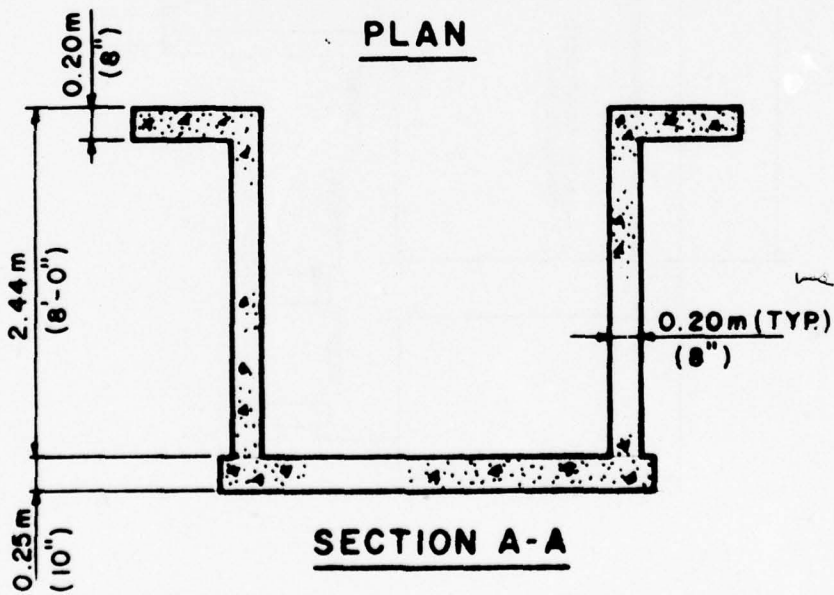 PLAN
0.20m
(8")
2.44m
(8'-0")
0.20m (TYP.)
(8")
0.25m
(10")
SECTION A-A